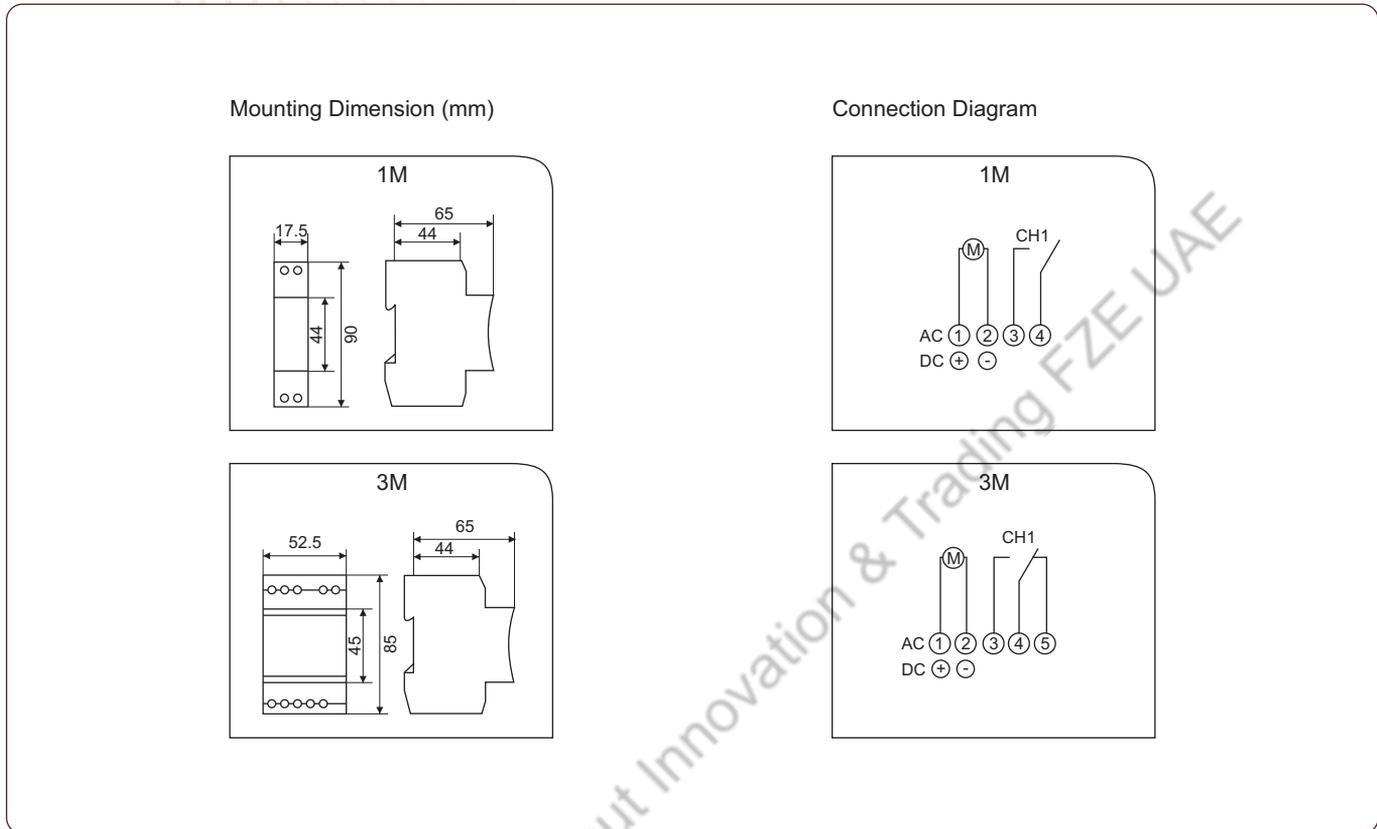 Mounting Dimension (mm)
Connection Diagram
1M
17.5
44
90
65
44
1M
M
CH1
AC 1 2 3 4
DC + -
3M
52.5
45
85
65
44
3M
M
CH1
AC 1 2 3 4 5
DC + -
ut Innovation & Trading FZE UAE